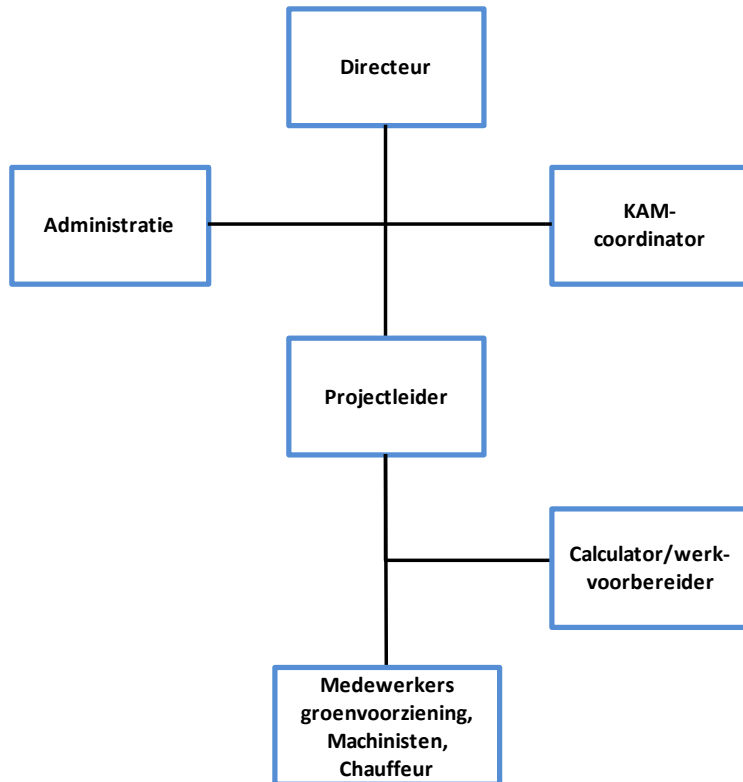 Directeur
Administratie
KAM-
coordinator
Projectleider
Calculator/werk-
voorbereider
Medewerkers
groenvoorziening,
Machinisten,
Chauffeur